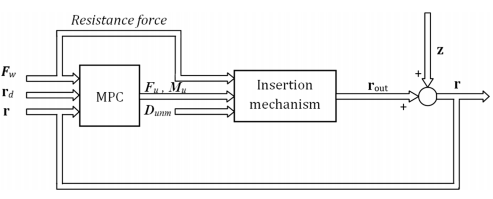 Resistance force
z
F_w
r_d
r
MPC
F_u , M_u
D_unm
Insertion
mechanism
r_out
+
+
r